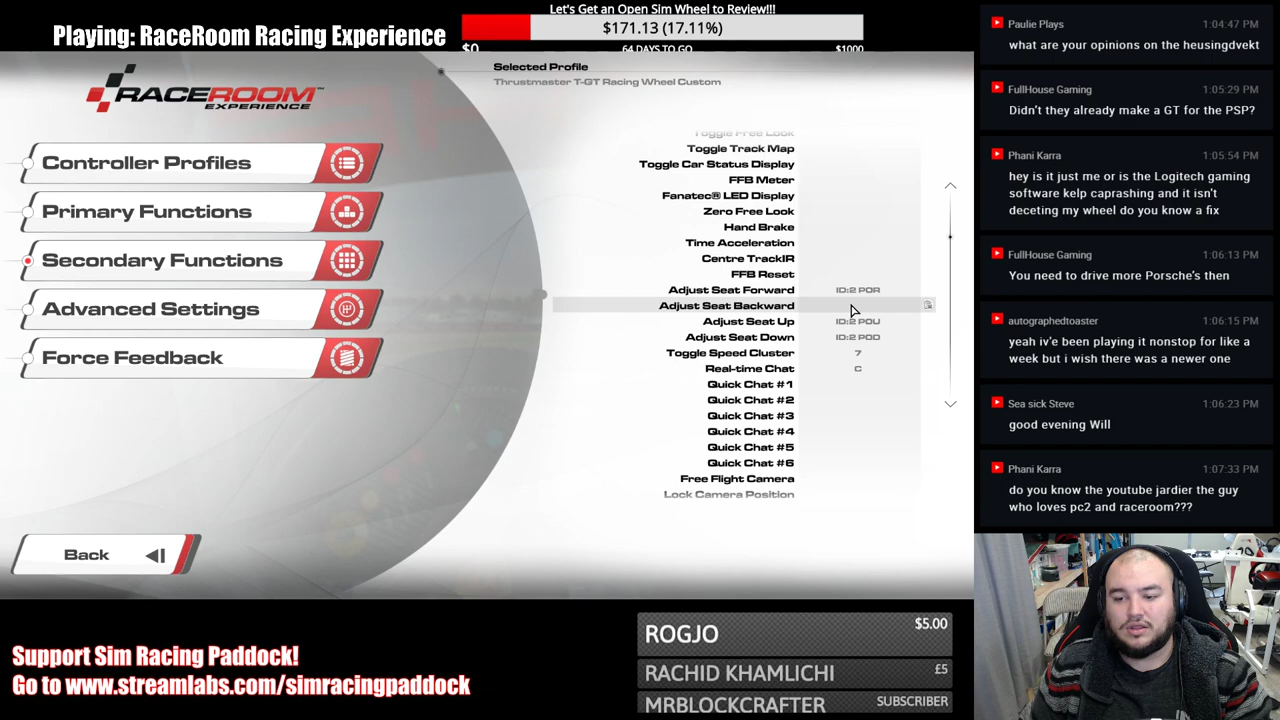 Playing: RaceRoom Racing Experience
Let's Get an Open Sim Wheel to Review!!!
$171.13 (17.11%)
$0
64 DAYS TO GO
$1000
RACEROOM™
EXPERIENCE
Controller Profiles
Primary Functions
Secondary Functions
Advanced Settings
Force Feedback
Back
Selected Profile
Thrustmaster T-GT Racing Wheel Custom
Toggle Free Look
Toggle Track Map
Toggle Car Status Display
FFB Meter
Fanatec® LED Display
Zero Free Look
Hand Brake
Time Acceleration
Centre TrackIR
FFB Reset
Adjust Seat Forward ID:2 POR
Adjust Seat Backward
Adjust Seat Up ID:2 POU
Adjust Seat Down ID:2 POD
Toggle Speed Cluster 7
Real-time Chat C
Quick Chat #1
Quick Chat #2
Quick Chat #3
Quick Chat #4
Quick Chat #5
Quick Chat #6
Free Flight Camera
Lock Camera Position
Paulie Plays 1:04:47 PM
what are your opinions on the heusingdvekt
FullHouse Gaming 1:05:29 PM
Didn't they already make a GT for the PSP?
Phani Karra 1:05:54 PM
hey is it just me or is the Logitech gaming
software kelp caprashing and it isn't
deceting my wheel do you know a fix
FullHouse Gaming 1:06:13 PM
You need to drive more Porsche's then
autographedtoaster 1:06:15 PM
yeah iv'e been playing it nonstop for like a
week but i wish there was a newer one
Sea sick Steve 1:06:23 PM
good evening Will
Phani Karra 1:07:33 PM
do you know the youtube jardier the guy
who loves pc2 and raceroom???
Support Sim Racing Paddock!
Go to www.streamlabs.com/simracingpaddock
ROGJO $5.00
RACHID KHAMLICHI £5
MRBLOCKCRAFTER SUBSCRIBER